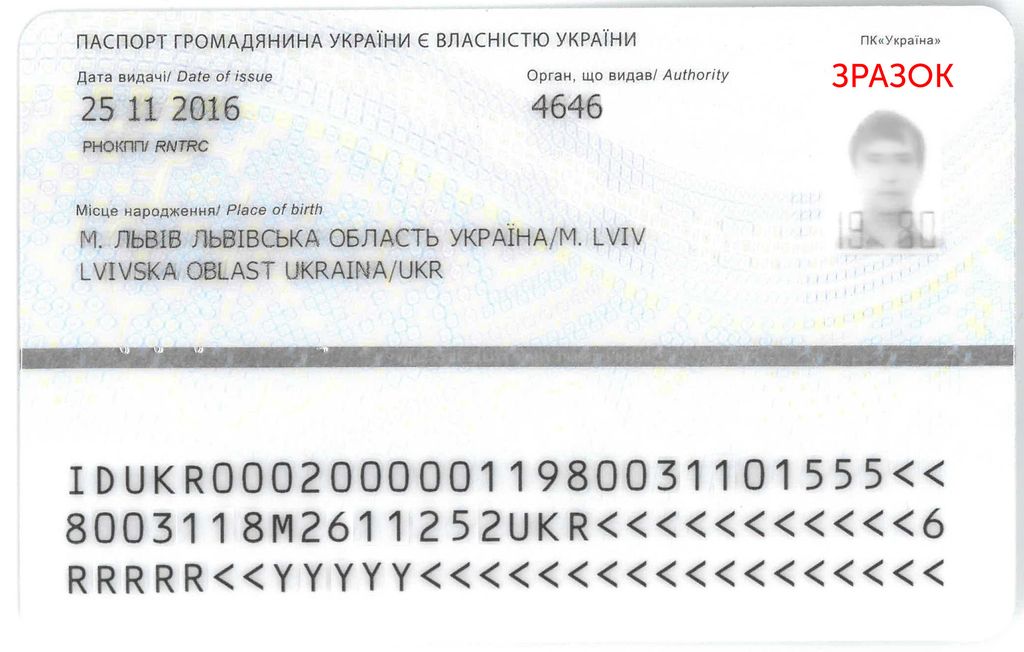 ПАСПОРТ ГРОМАДЯНИНА УКРАЇНИ Є ВЛАСНІСТЮ УКРАЇНИ
ПК«Україна»
ЗРАЗОК
Дата видачі/ Date of issue
25 11 2016
Орган, що видав/ Authority
4646
РНОКПП/ RNTRC
Місце народження/ Place of birth
М. ЛЬВІВ ЛЬВІВСЬКА ОБЛАСТЬ УКРАЇНА/M. LVIV
LVIVSKA OBLAST UKRAINA/UKR
19 80
IDUKR0002000001198003110​1555<<
8003118M2611252UKR<<<<<<<<<<<6
RRRRR<<YYYYY<<<<<<<<<<<<<<<<<<